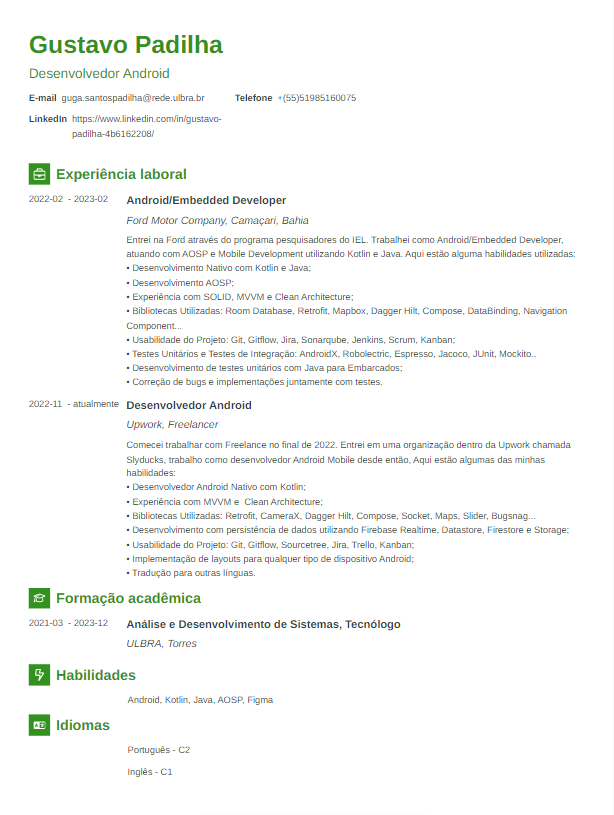 Gustavo Padilha
Desenvolvedor Android
E-mail guga.santospadilha@rede.ulbra.br Telefone +(55)51985160075
LinkedIn https://www.linkedin.com/in/gustavo-
padilha-4b6162208/
Experiência laboral
2022-02 - 2023-02 Android/Embedded Developer
Ford Motor Company, Camaçari, Bahia
Entrei na Ford através do programa pesquisadores do IEL. Trabalhei como Android/Embedded Developer,
atuando com AOSP e Mobile Development utilizando Kotlin e Java. Aqui estão alguma habilidades utilizadas:
• Desenvolvimento Nativo com Kotlin e Java;
• Desenvolvimento AOSP;
• Experiência com SOLID, MVVM e Clean Architecture;
• Bibliotecas Utilizadas: Room Database, Retrofit, Mapbox, Dagger Hilt, Compose, DataBinding, Navigation
Component...
• Usabilidade do Projeto: Git, Gitflow, Jira, Sonarqube, Jenkins, Scrum, Kanban;
• Testes Unitários e Testes de Integração: AndroidX, Robolectric, Espresso, Jacoco, JUnit, Mockito..
• Desenvolvimento de testes unitários com Java para Embarcados;
• Correção de bugs e implementações juntamente com testes.
2022-11 - atualmente Desenvolvedor Android
Upwork, Freelancer
Comecei trabalhar com Freelance no final de 2022. Entrei em uma organização dentro da Upwork chamada
Slyducks, trabalho como desenvolvedor Android Mobile desde então, Aqui estão algumas das minhas
habilidades:
• Desenvolvedor Android Nativo com Kotlin;
• Experiência com MVVM e Clean Architecture;
• Bibliotecas Utilizadas: Retrofit, CameraX, Dagger Hilt, Compose, Socket, Maps, Slider, Bugsnag...
• Desenvolvimento com persistência de dados utilizando Firebase Realtime, Datastore, Firestore e Storage;
• Usabilidade do Projeto: Git, Gitflow, Sourcetree, Jira, Trello, Kanban;
• Implementação de layouts para qualquer tipo de dispositivo Android;
• Tradução para outras línguas.
Formação acadêmica
2021-03 - 2023-12 Análise e Desenvolvimento de Sistemas, Tecnólogo
ULBRA, Torres
Habilidades
Android, Kotlin, Java, AOSP, Figma
Idiomas
Português - C2
Inglês - C1